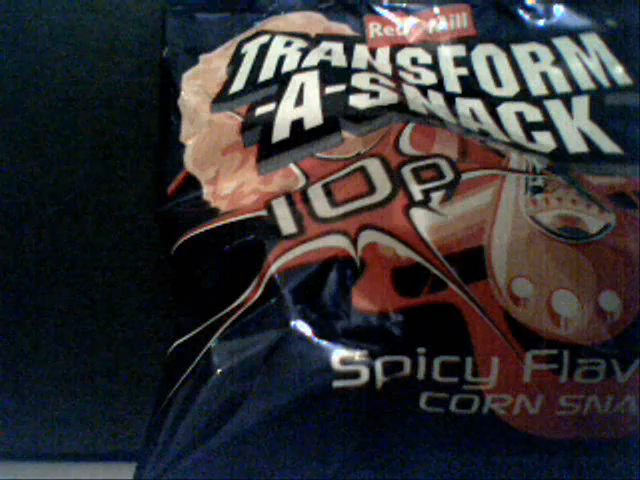 Red Mill
TRANSFORM
-A-SNACK
10p
Spicy Flav
CORN SNA